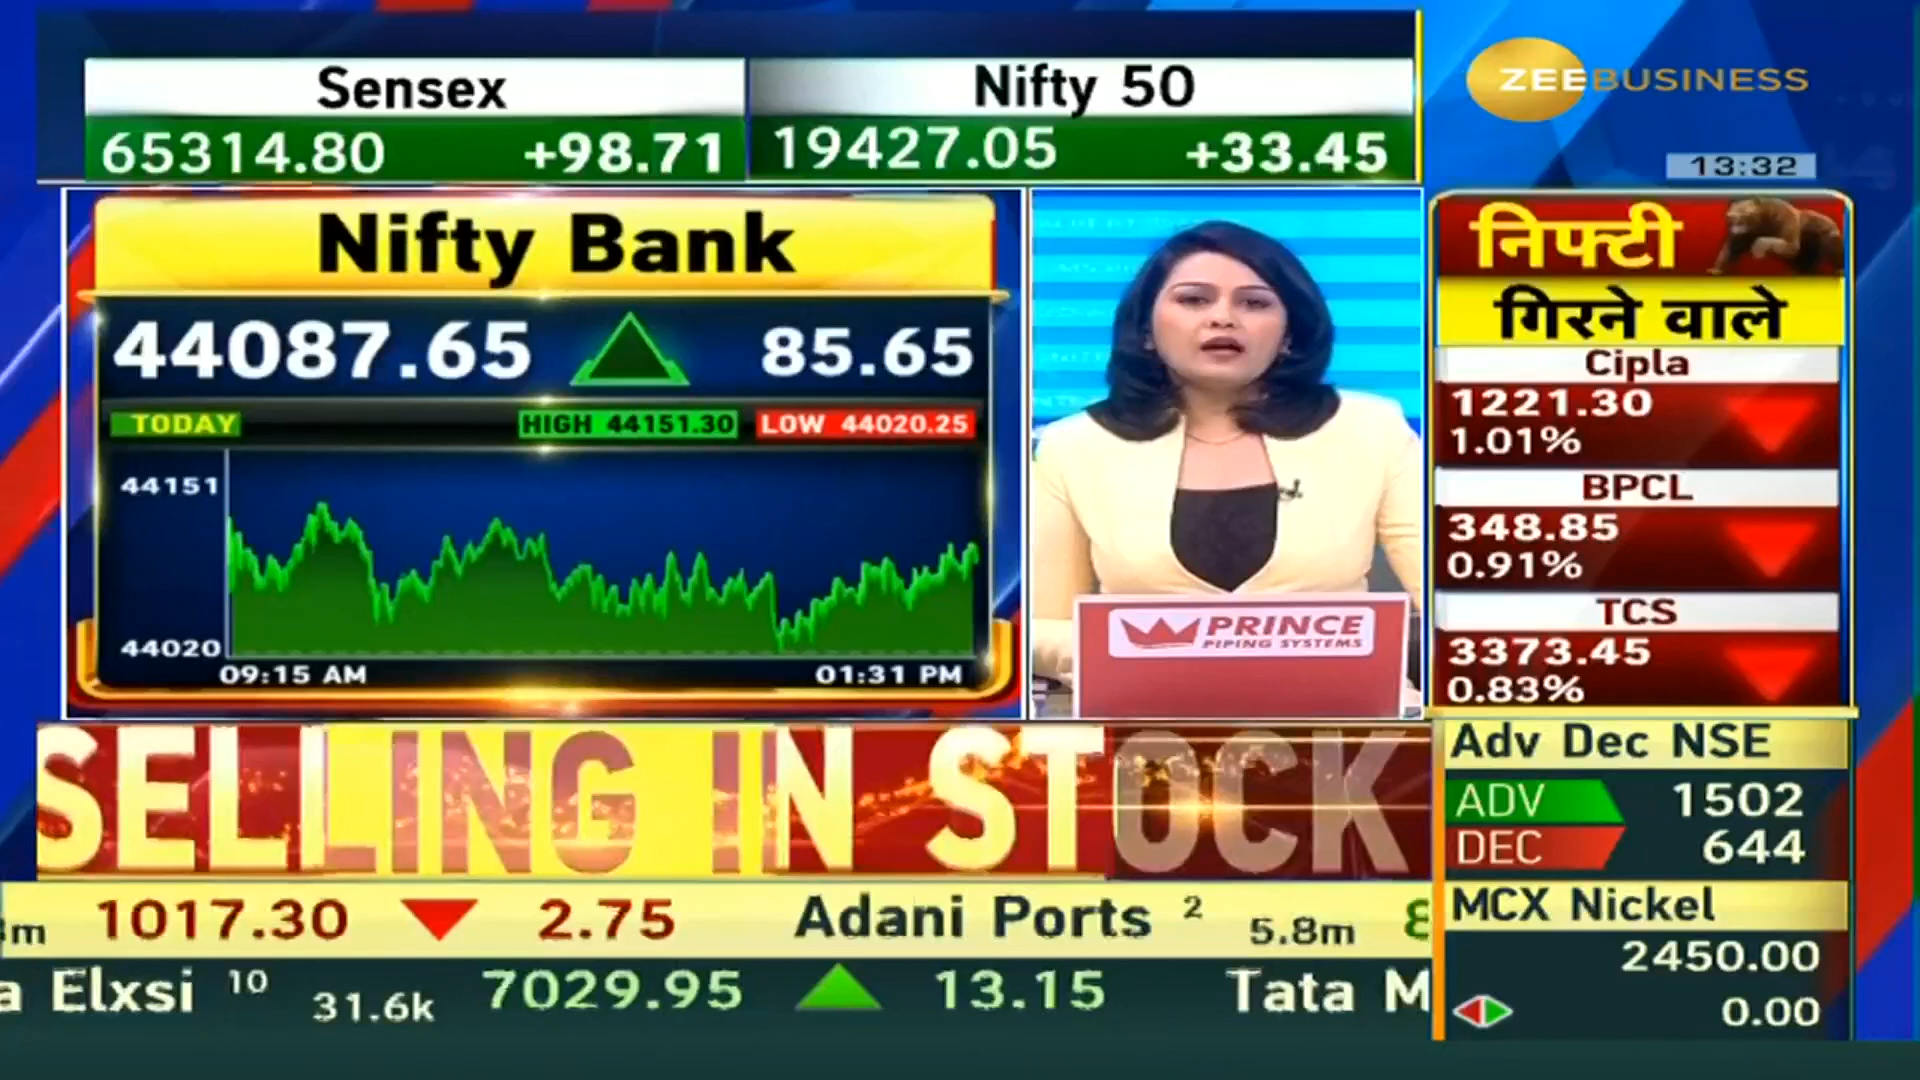 Sensex
65314.80 +98.71
Nifty 50
19427.05 +33.45
ZEEBUSINESS
13:32
Nifty Bank
44087.65 85.65
TODAY HIGH 44151.30 LOW 44020.25
44151
44020
09:15 AM 01:31 PM
PRINCE
PIPING SYSTEMS
निफ्टी
गिरने वाले
Cipla
1221.30
1.01%
BPCL
348.85
0.91%
TCS
3373.45
0.83%
SELLING IN STOCK
Adv Dec NSE
ADV 1502
DEC 644
MCX Nickel
2450.00
0.00
m 1017.30 2.75 Adani Ports 2 5.8m 8
a Elxsi 10 31.6k 7029.95 13.15 Tata M